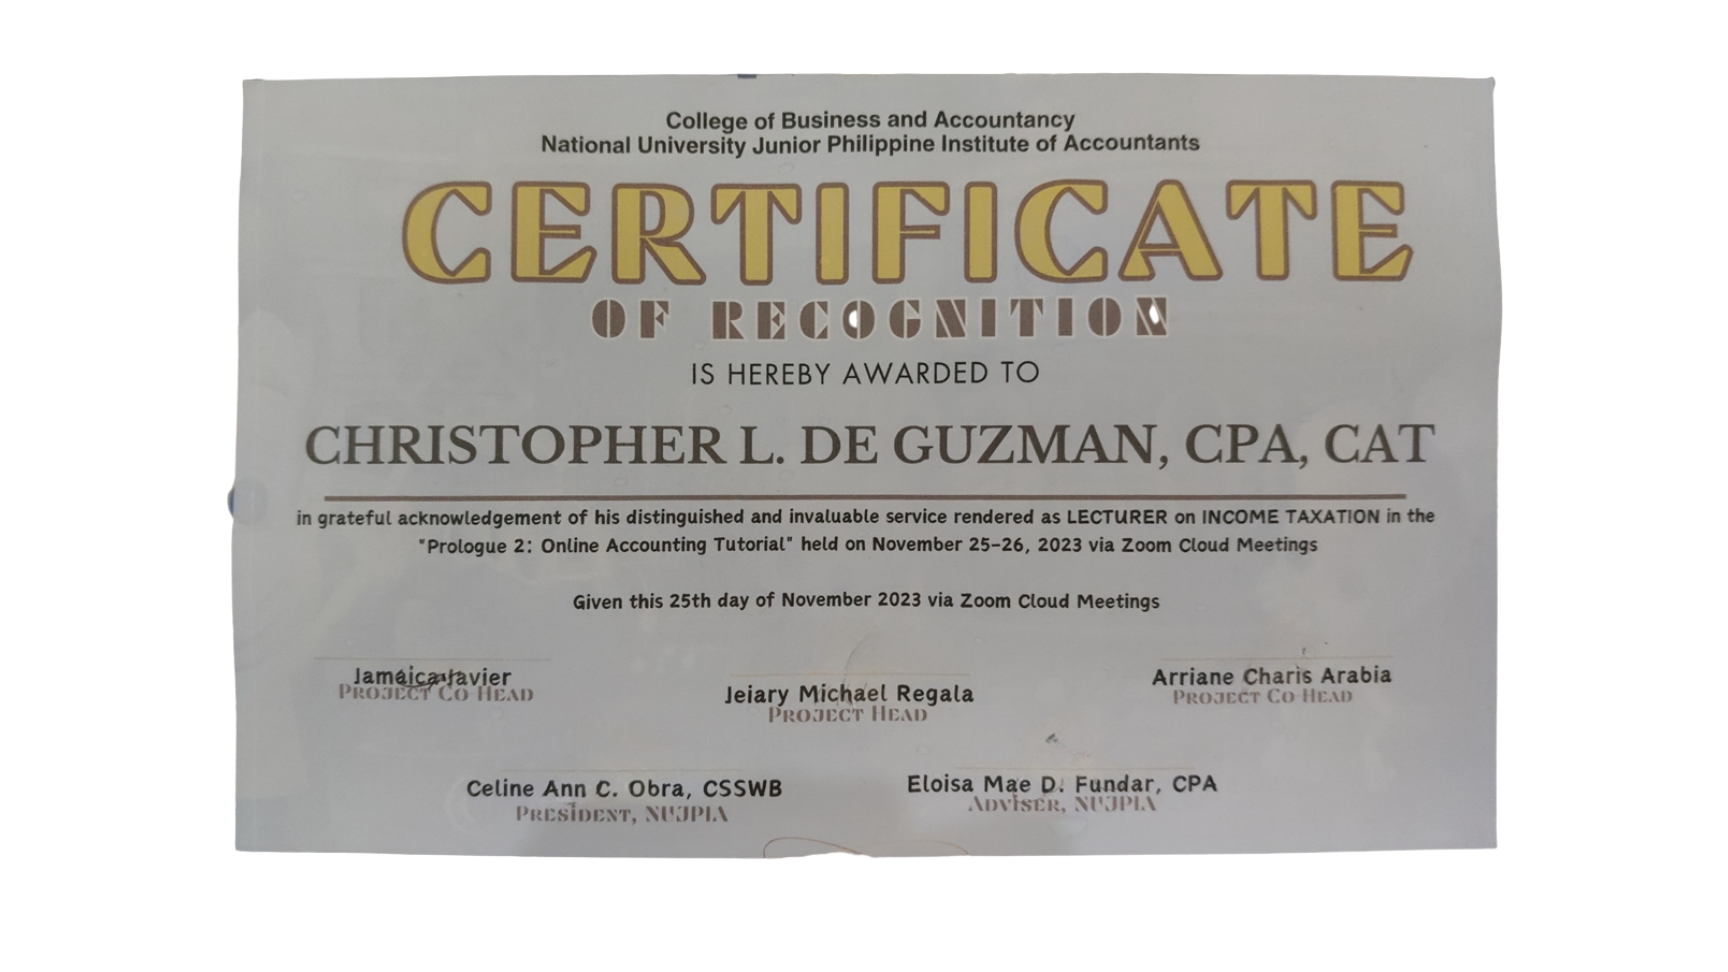 College of Business and Accountancy
National University Junior Philippine Institute of Accountants
CERTIFICATE
OF RECOGNITION
IS HEREBY AWARDED TO
CHRISTOPHER L. DE GUZMAN, CPA, CAT
in grateful acknowledgement of his distinguished and invaluable service rendered as LECTURER on INCOME TAXATION in the
"Prologue 2: Online Accounting Tutorial" held on November 25-26, 2023 via Zoom Cloud Meetings
Given this 25th day of November 2023 via Zoom Cloud Meetings
Jamaica Javier
PROJECT CO HEAD
Jeiary Michael Regala
PROJECT HEAD
Arriane Charis Arabia
PROJECT CO HEAD
Celine Ann C. Obra, CSSWB
PRESIDENT, NUJPIA
Eloisa Mae D. Fundar, CPA
ADVISER, NUJPIA